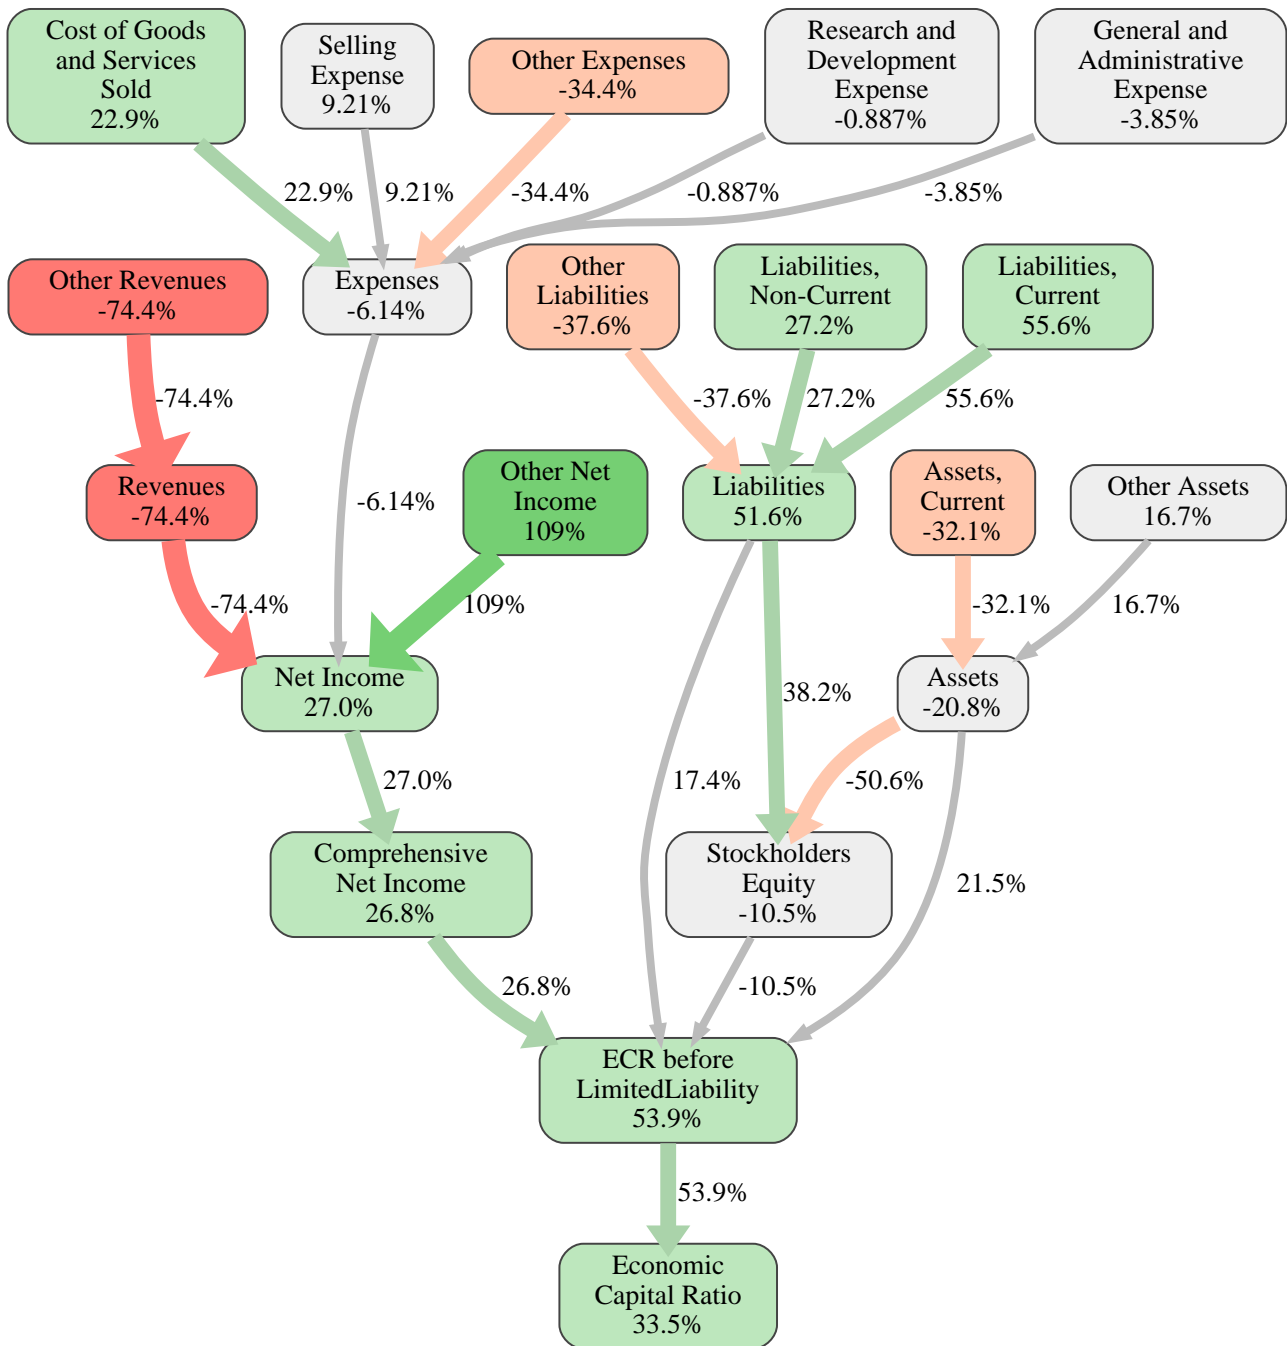 Cost of Goods
and Services
Sold
22.9%
Selling
Expense
9.21%
Other Expenses
-34.4%
Research and
Development
Expense
-0.887%
General and
Administrative
Expense
-3.85%
22.9%
9.21%
-34.4%
-0.887%
-3.85%
Other Revenues
-74.4%
Expenses
-6.14%
Other
Liabilities
-37.6%
Liabilities,
Non-Current
27.2%
Liabilities,
Current
55.6%
-74.4%
-37.6%
27.2%
55.6%
Revenues
-74.4%
-6.14%
Other Net
Income
109%
Liabilities
51.6%
Assets,
Current
-32.1%
Other Assets
16.7%
-74.4%
109%
-32.1%
16.7%
Net Income
27.0%
38.2%
Assets
-20.8%
27.0%
17.4%
-50.6%
Comprehensive
Net Income
26.8%
Stockholders
Equity
-10.5%
21.5%
26.8%
-10.5%
ECR before
LimitedLiability
53.9%
53.9%
Economic
Capital Ratio
33.5%